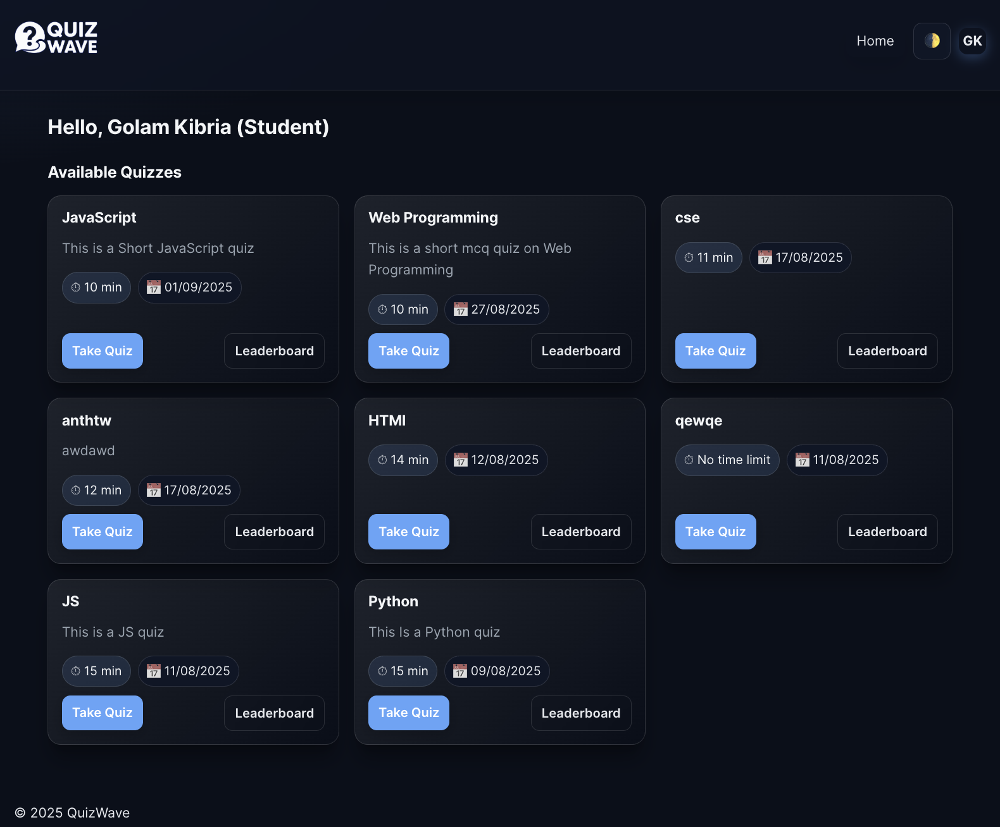 QUIZ
WAVE
Home
GK
Hello, Golam Kibria (Student)
Available Quizzes
JavaScript
This is a Short JavaScript quiz
10 min
17
01/09/2025
Take Quiz
Leaderboard
Web Programming
This is a short mcq quiz on Web
Programming
10 min
17
27/08/2025
Take Quiz
Leaderboard
cse
11 min
17
17/08/2025
Take Quiz
Leaderboard
anthtw
awdawd
12 min
17
17/08/2025
Take Quiz
Leaderboard
HTMl
14 min
17
12/08/2025
Take Quiz
Leaderboard
qewqe
No time limit
17
11/08/2025
Take Quiz
Leaderboard
JS
This is a JS quiz
15 min
17
11/08/2025
Take Quiz
Leaderboard
Python
This Is a Python quiz
15 min
17
09/08/2025
Take Quiz
Leaderboard
© 2025 QuizWave